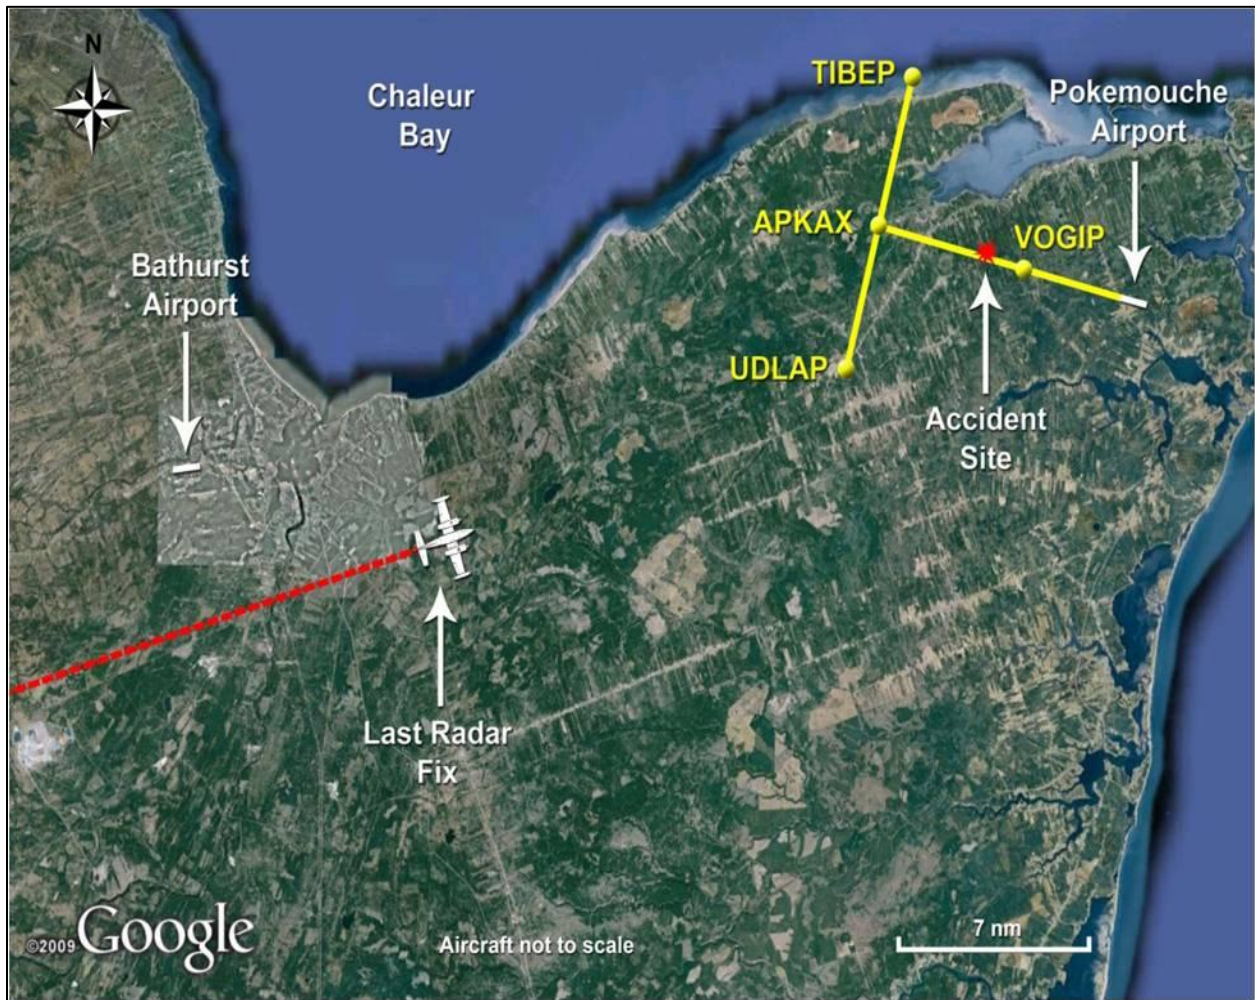 N
Chaleur
Bay
TIBEP
Pokemouche
Airport
APKAX
VOGIP
Bathurst
Airport
UDLAP
Accident
Site
Last Radar
Fix
©2009 Google
Aircraft not to scale
7 nm